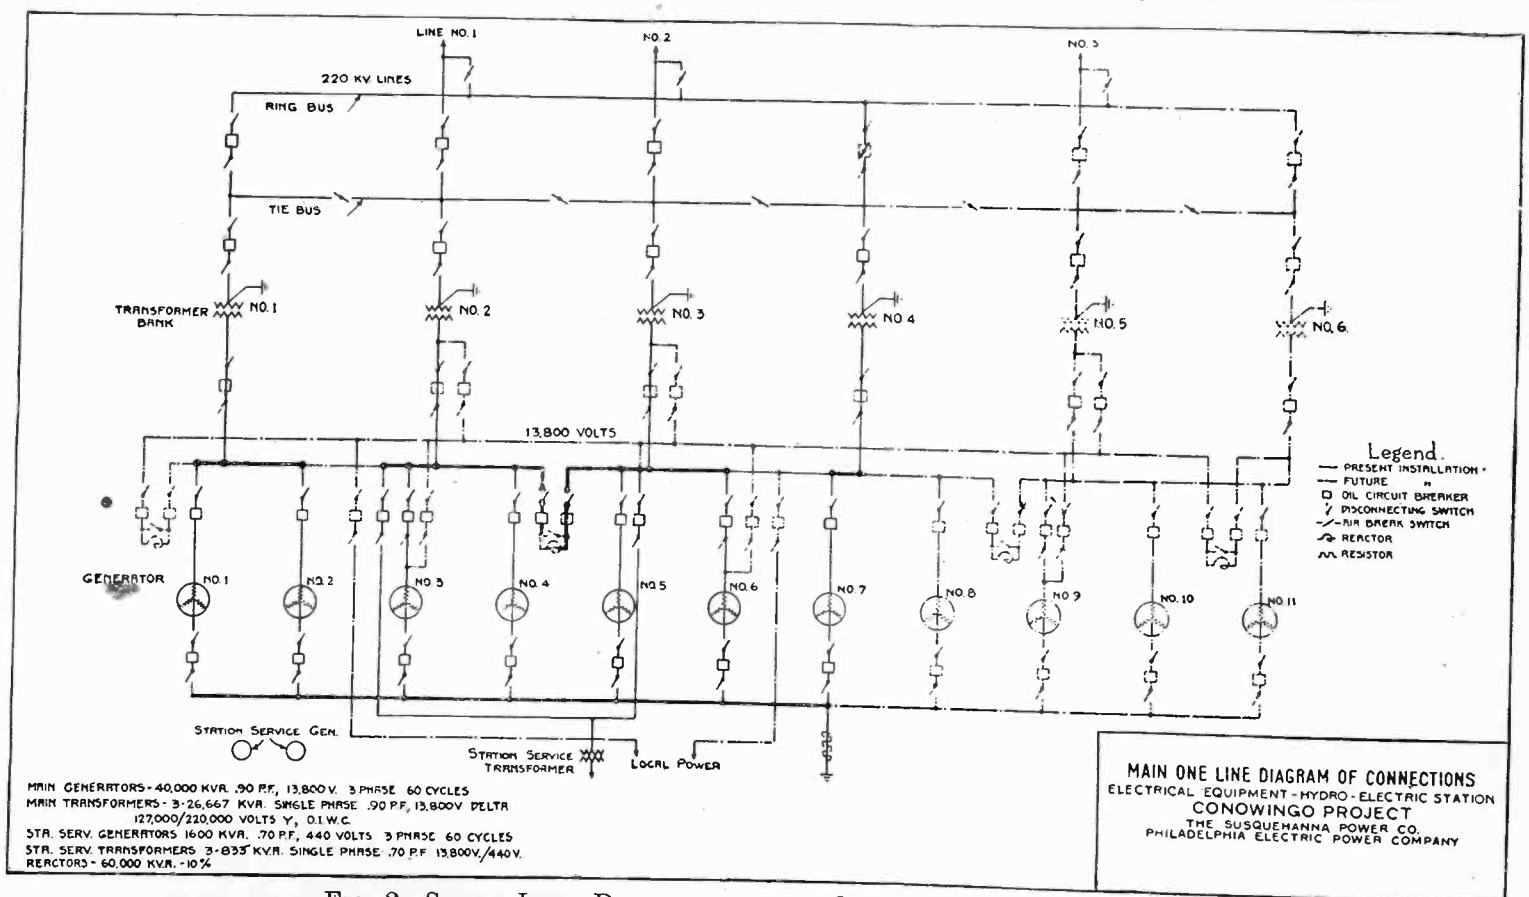 LINE NO. 1
NO. 2
NO. 3
220 KV. LINES
RING BUS
TIE BUS
TRANSFORMER
BANK
NO. 1
NO. 2
NO. 3
NO. 4
NO. 5
NO. 6.
13,800 VOLTS
Legend.
PRESENT INSTALLATION
FUTURE "
OIL CIRCUIT BREAKER
DISCONNECTING SWITCH
AIR BREAK SWITCH
REACTOR
RESISTOR
GENERATOR
NO. 1
NO. 2
NO. 3
NO. 4
NO. 5
NO. 6
NO. 7
NO. 8
NO. 9
NO. 10
NO. 11
STATION SERVICE GEN.
STATION SERVICE
TRANSFORMER
LOCAL POWER
MAIN GENERATORS - 40,000 KVA. .90 P.F., 13,800 V. 3 PHASE 60 CYCLES
MAIN TRANSFORMERS - 3-26,667 KVA. SINGLE PHASE .90 P.F., 13,800V DELTA
127,000/220,000 VOLTS Y, O.I.W.C.
STA. SERV. GENERATORS 1600 KVA. .70 P.F., 440 VOLTS 3 PHASE 60 CYCLES
STA. SERV. TRANSFORMERS 3-833 KVA. SINGLE PHASE .70 P.F 13,800V./440V.
REACTORS - 60,000 KVA. - 10%
MAIN ONE LINE DIAGRAM OF CONNECTIONS
ELECTRICAL EQUIPMENT - HYDRO - ELECTRIC STATION
CONOWINGO PROJECT
THE SUSQUEHANNA POWER CO.
PHILADELPHIA ELECTRIC POWER COMPANY